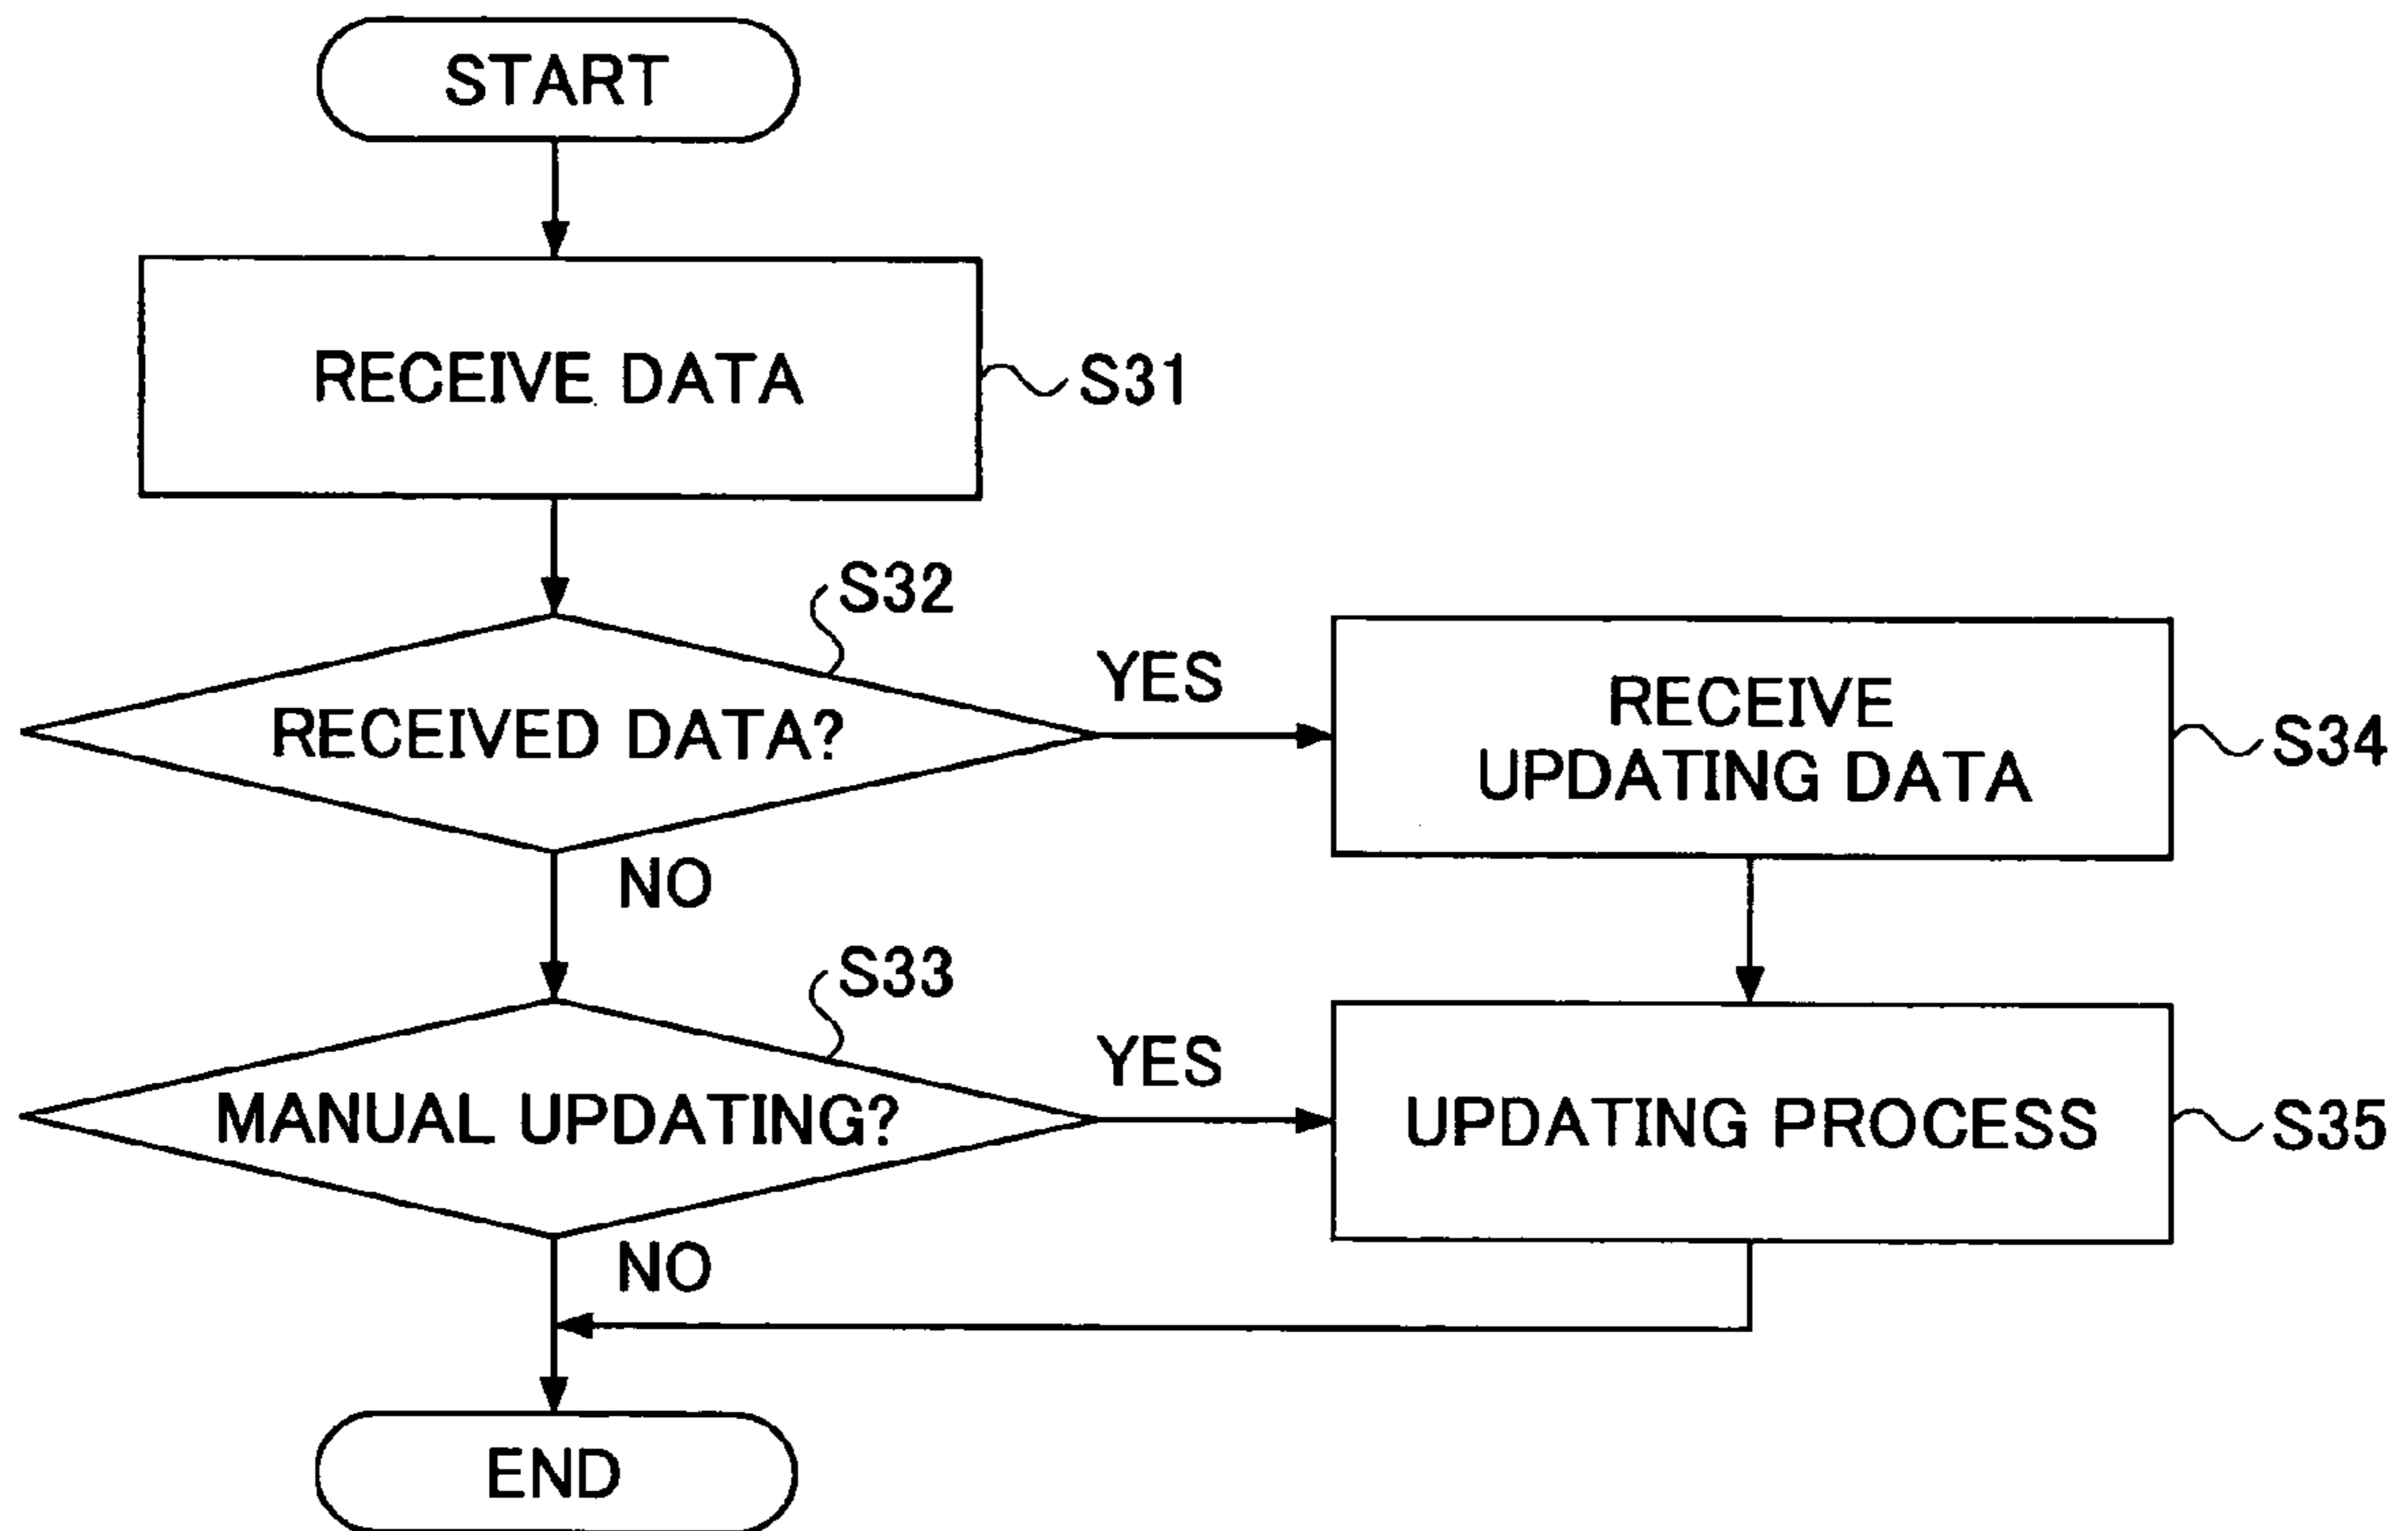 START
RECEIVE DATA
S31
S32
RECEIVED DATA?
YES
RECEIVE
UPDATING DATA
S34
NO
S33
MANUAL UPDATING?
YES
UPDATING PROCESS
S35
NO
END